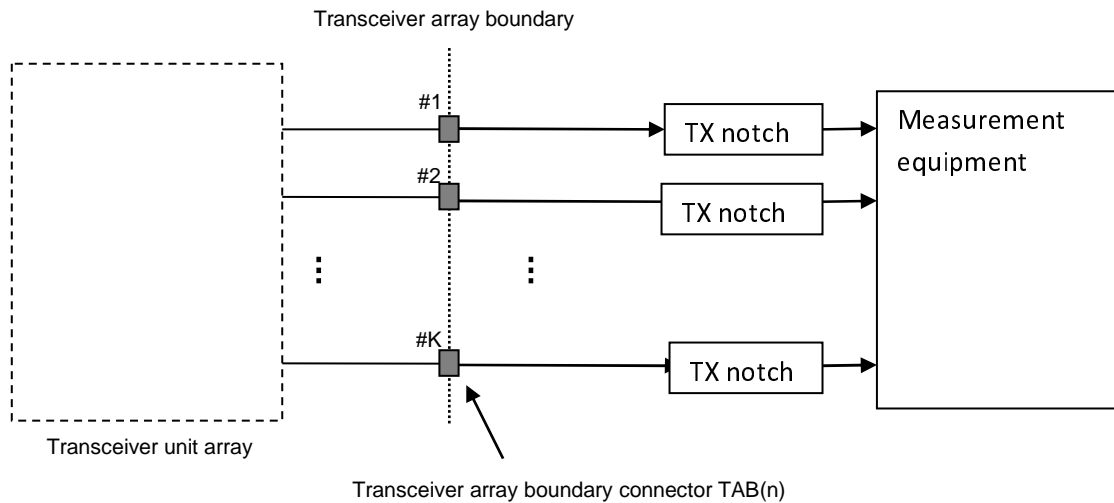 Transceiver array boundary
#1
TX notch
Measurement
equipment
#2
TX notch
#K
TX notch
Transceiver unit array
Transceiver array boundary connector TAB(n)